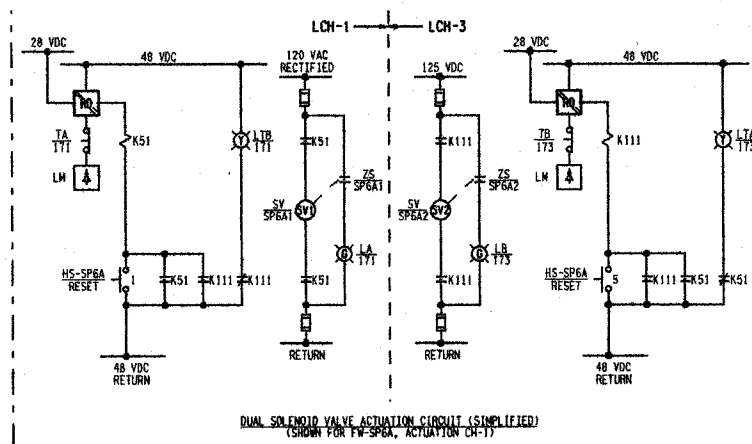 LCH-1 LCH-3
28 VDC
48 VDC
120 VAC
RECTIFIED
125 VDC
28 VDC
48 VDC
RO
TA
171
K51
LM
Y
LTB
171
K51
ZS
SP6A1
SV
SP6A1
SV1
G
LA
171
K51
K111
ZS
SP6A2
SV
SP6A2
SV2
G
LB
173
K111
RO
TB
173
K111
LM
Y
LTA
173
HS-SP6A
RESET
1
K51
K111
K111
HS-SP6A
RESET
5
K111
K51
K51
48 VDC
RETURN
RETURN
RETURN
48 VDC
RETURN
DUAL SOLENOID VALVE ACTUATION CIRCUIT (SIMPLIFIED)
(SHOWN FOR FW-SP6A, ACTUATION CH-1)